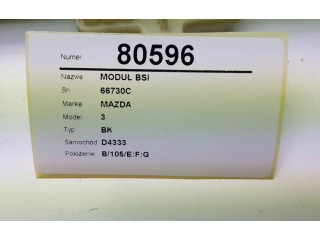 Numer: 80596
Nazwa MODUŁ BSI
Sn: 66730C
Marka: MAZDA
Model: 3
Typ: BK
Samochód: D4333
Położenie: B/105/E:F:G